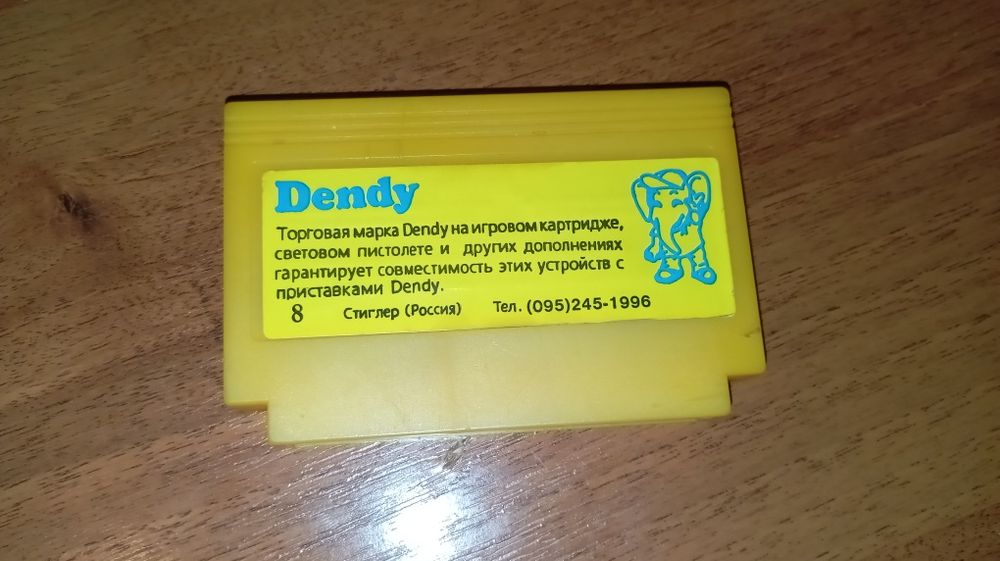 Dendy
Торговая марка Dendy на игровом картридже,
световом пистолете и других дополнениях
гарантирует совместимость этих устройств с
приставками Dendy.
8 Стиглер (Россия) Тел. (095)245-1996